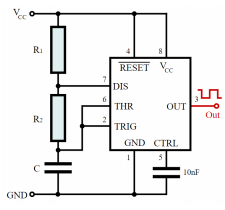 VCC
R1
4
8
RESET
VCC
7
DIS
R2
6
THR
OUT
3
Out
2
TRIG
GND
CTRL
C
1
5
10nF
GND